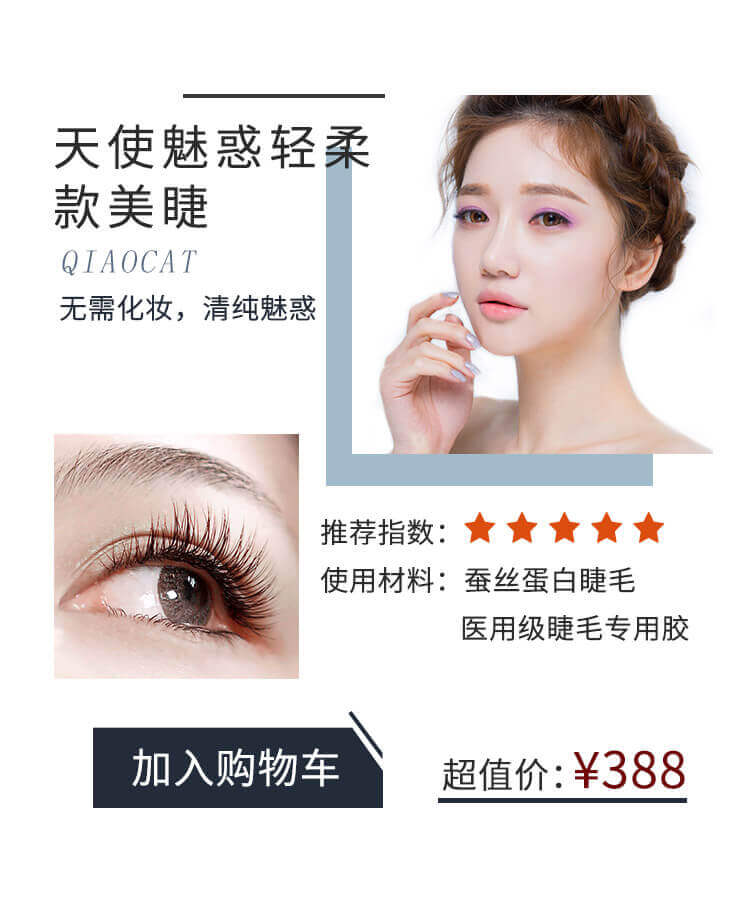 天使魅惑轻柔
款美睫
QIAOCAT
无需化妆，清纯魅惑
推荐指数：★★★★★
使用材料：蚕丝蛋白睫毛
医用级睫毛专用胶
加入购物车
超值价：¥388